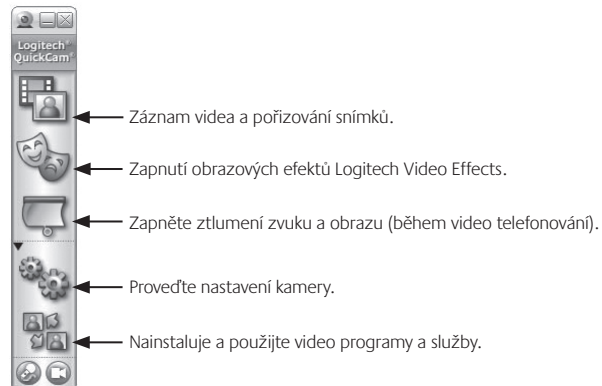 Logitech®
QuickCam®
Záznam videa a pořizování snímků.
Zapnutí obrazových efektů Logitech Video Effects.
Zapněte ztlumení zvuku a obrazu (během video telefonování).
Proveďte nastavení kamery.
Nainstaluje a použijte video programy a služby.